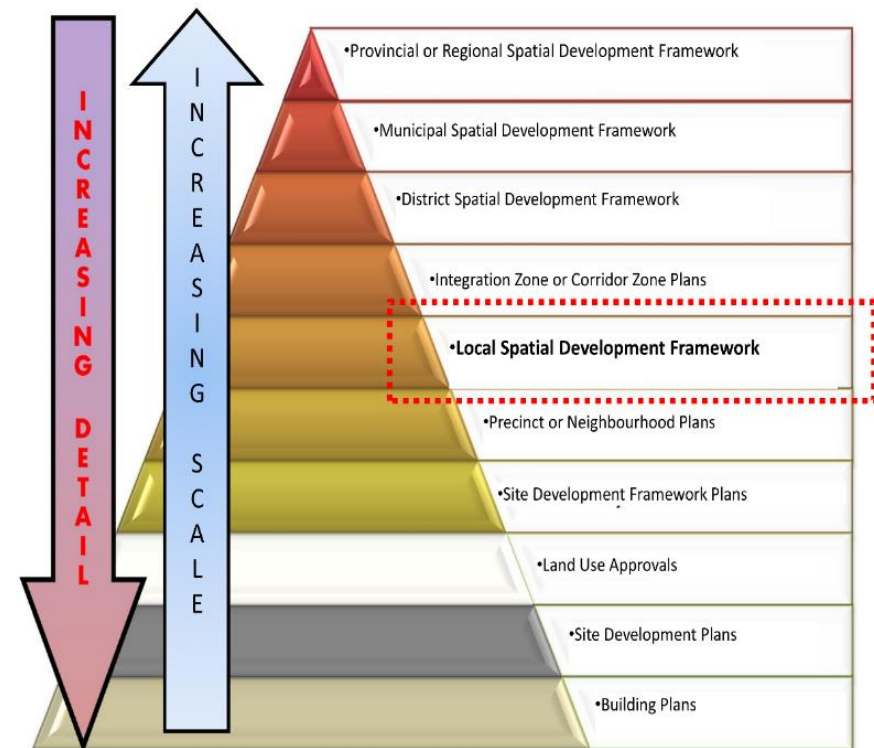 INCREASING DETAIL
INCREASING SCALE
•Provincial or Regional Spatial Development Framework
•Municipal Spatial Development Framework
•District Spatial Development Framework
•Integration Zone or Corridor Zone Plans
•Local Spatial Development Framework
•Precinct or Neighbourhood Plans
•Site Development Framework Plans
•Land Use Approvals
•Site Development Plans
•Building Plans